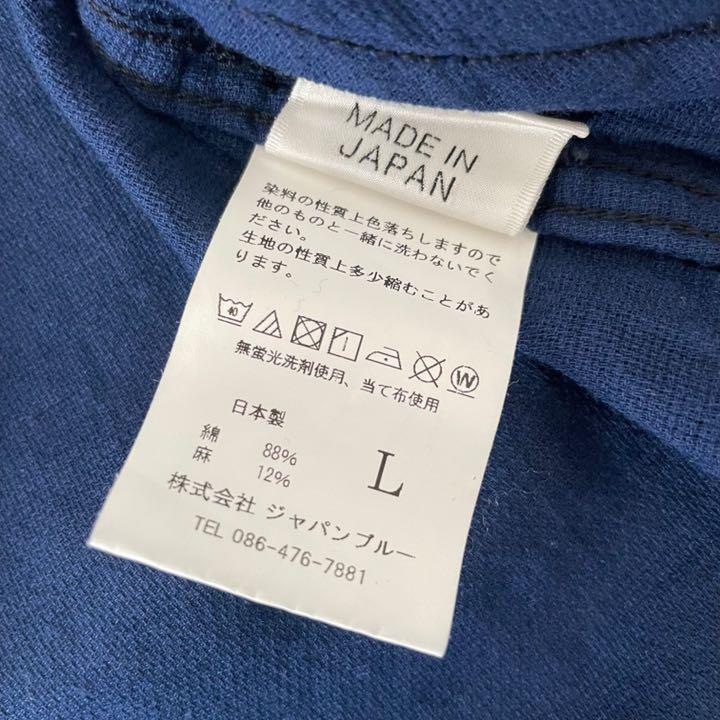 MADE IN
JAPAN
染料の性質上色落ちしますので
他のものと一緒に洗わないでく
ださい。
生地の性質上多少縮むことがあ
ります。
40
W
無蛍光洗剤使用、当て布使用
日本製
綿 88%
麻 12%
L
株式会社 ジャパンブルー
TEL 086-476-7881